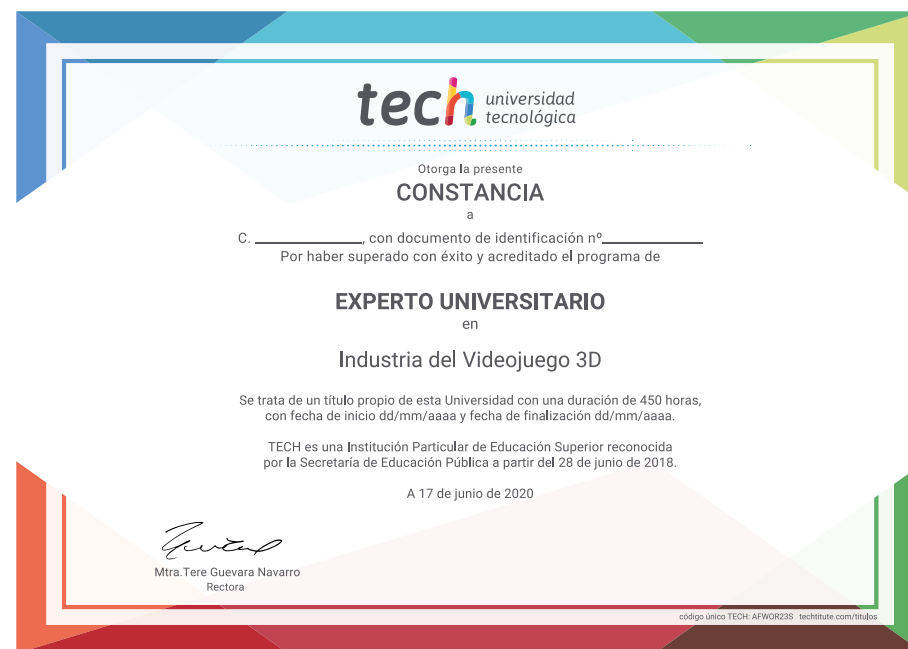 tech universidad
tecnológica
Otorga la presente
CONSTANCIA
a
C. ____________, con documento de identificación nº____________
Por haber superado con éxito y acreditado el programa de
EXPERTO UNIVERSITARIO
en
Industria del Videojuego 3D
Se trata de un título propio de esta Universidad con una duración de 450 horas,
con fecha de inicio dd/mm/aaaa y fecha de finalización dd/mm/aaaa.
TECH es una Institución Particular de Educación Superior reconocida
por la Secretaría de Educación Pública a partir del 28 de junio de 2018.
A 17 de junio de 2020
Mtra.Tere Guevara Navarro
Rectora
código único TECH: AFWOR23S techtitute.com/titulos